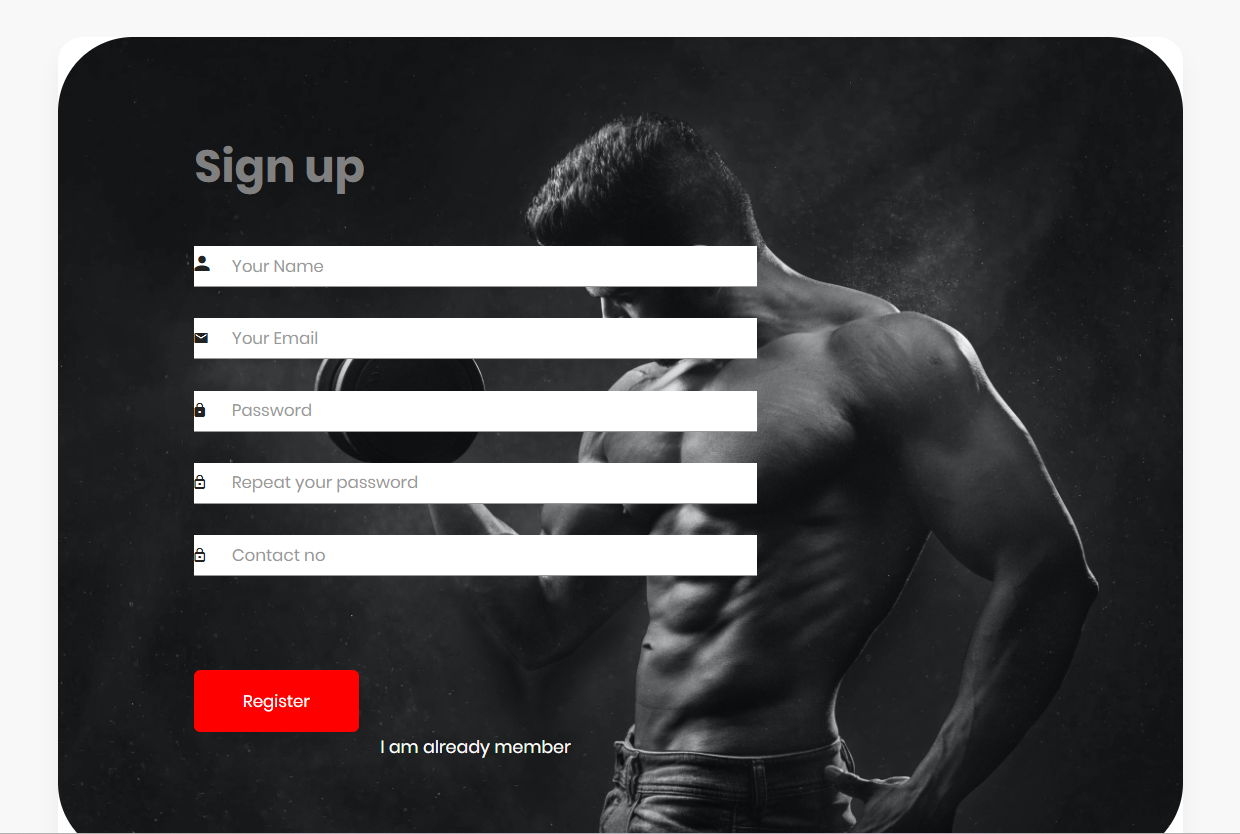 Sign up
Your Name
Your Email
Password
Repeat your password
Contact no
Register
I am already member